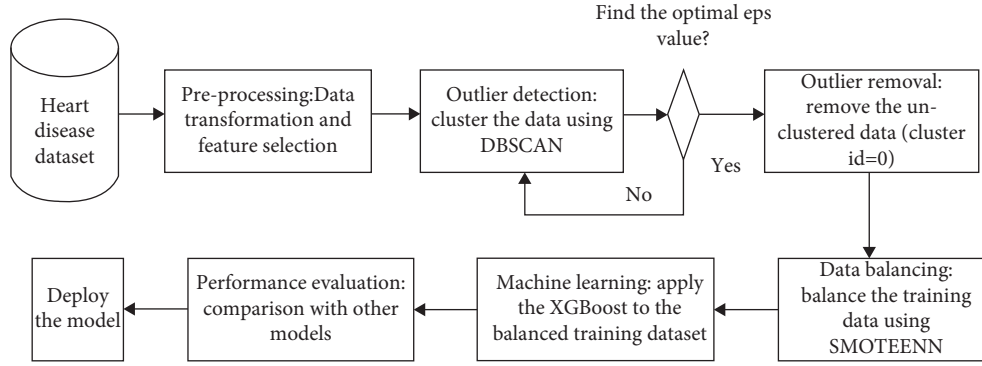 Find the optimal eps
value?
Heart
disease
dataset
Pre-processing:Data
transformation and
feature selection
Outlier detection:
cluster the data using
DBSCAN
Outlier removal:
remove the un-
clustered data (cluster
id=0)
Yes
No
Data balancing:
balance the training
data using
SMOTEENN
Machine learning: apply
the XGBoost to the
balanced training dataset
Performance evaluation:
comparison with other
models
Deploy
the model